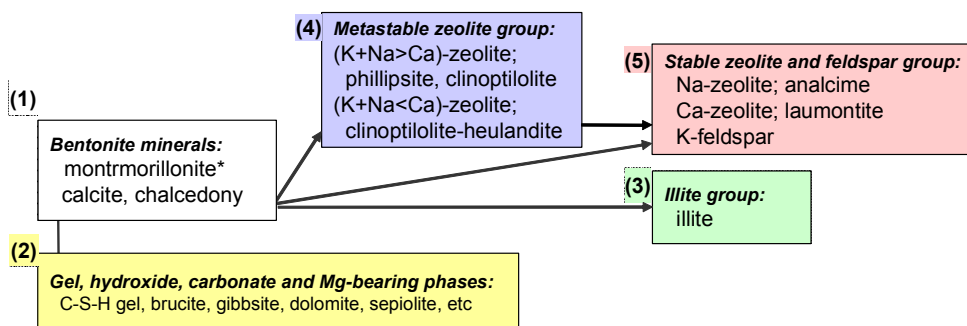 (1)
Bentonite minerals:
montrmorillonite*
calcite, chalcedony
(2)
Gel, hydroxide, carbonate and Mg-bearing phases:
C-S-H gel, brucite, gibbsite, dolomite, sepiolite, etc
(4)
Metastable zeolite group:
(K+Na>Ca)-zeolite;
phillipsite, clinoptilolite
(K+Na<Ca)-zeolite;
clinoptilolite-heulandite
(5)
Stable zeolite and feldspar group:
Na-zeolite; analcime
Ca-zeolite; laumontite
K-feldspar
(3)
Illite group:
illite